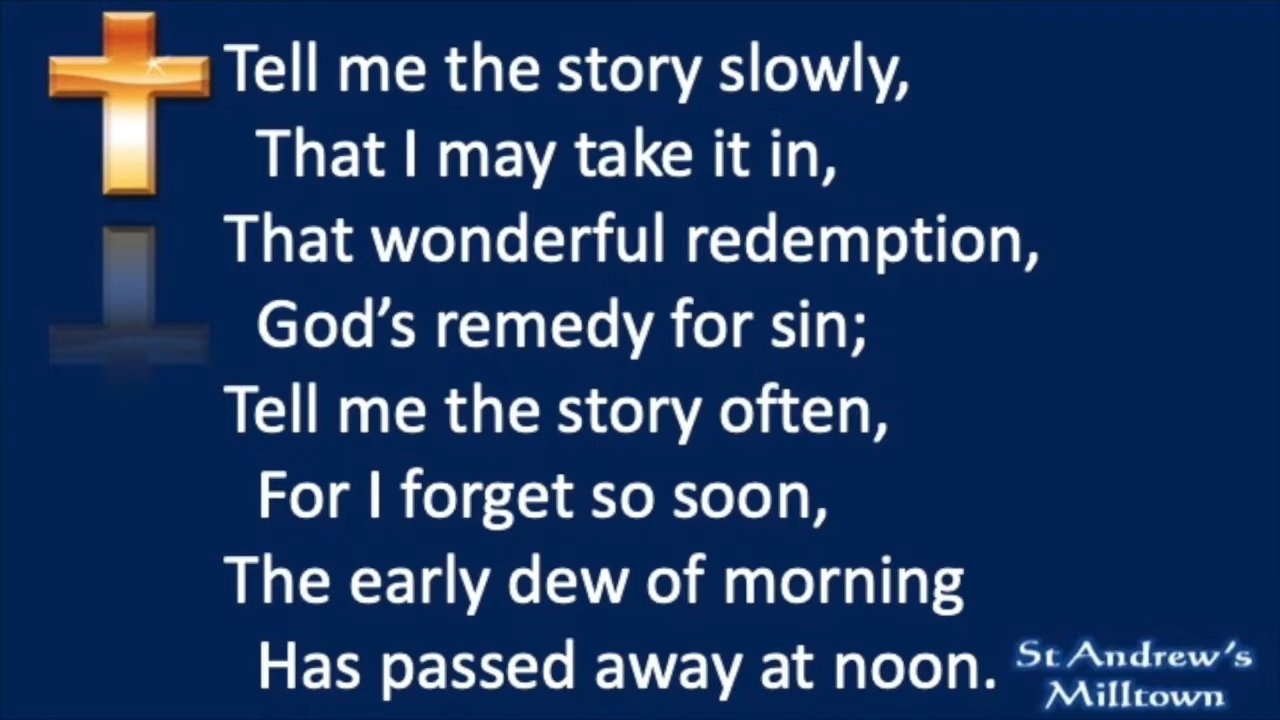 Tell me the story slowly,
That I may take it in,
That wonderful redemption,
God’s remedy for sin;
Tell me the story often,
For I forget so soon,
The early dew of morning
Has passed away at noon.
St Andrew’s
Milltown